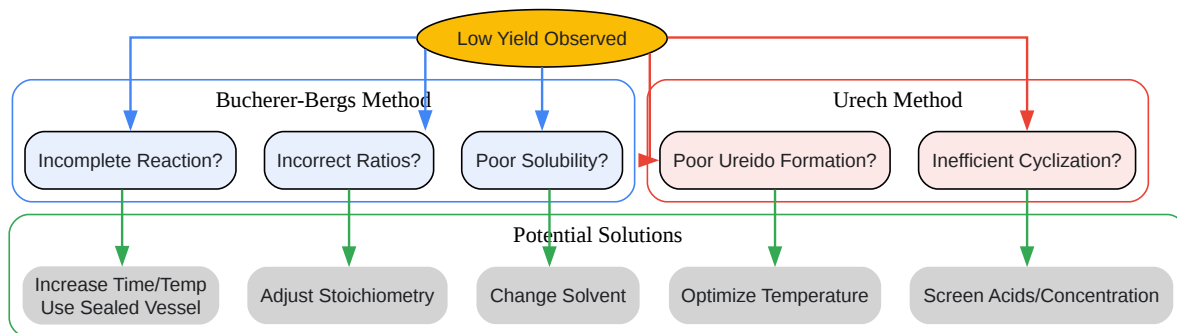 Low Yield Observed
Bucherer-Bergs Method
Urech Method
Incomplete Reaction?
Incorrect Ratios?
Poor Solubility?
Poor Ureido Formation?
Inefficient Cyclization?
Potential Solutions
Increase Time/Temp
Use Sealed Vessel
Adjust Stoichiometry
Change Solvent
Optimize Temperature
Screen Acids/Concentration